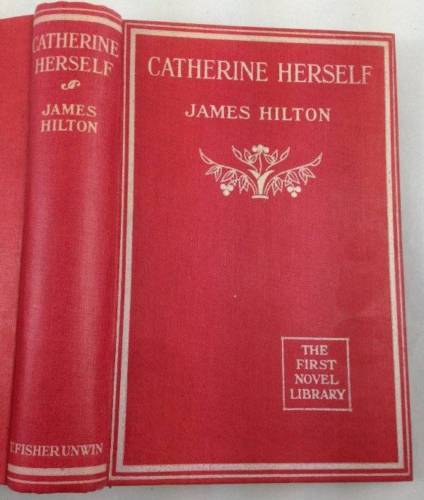 CATHERINE
HERSELF
JAMES
HILTON
T. FISHER UNWIN
CATHERINE HERSELF
JAMES HILTON
THE
FIRST
NOVEL
LIBRARY